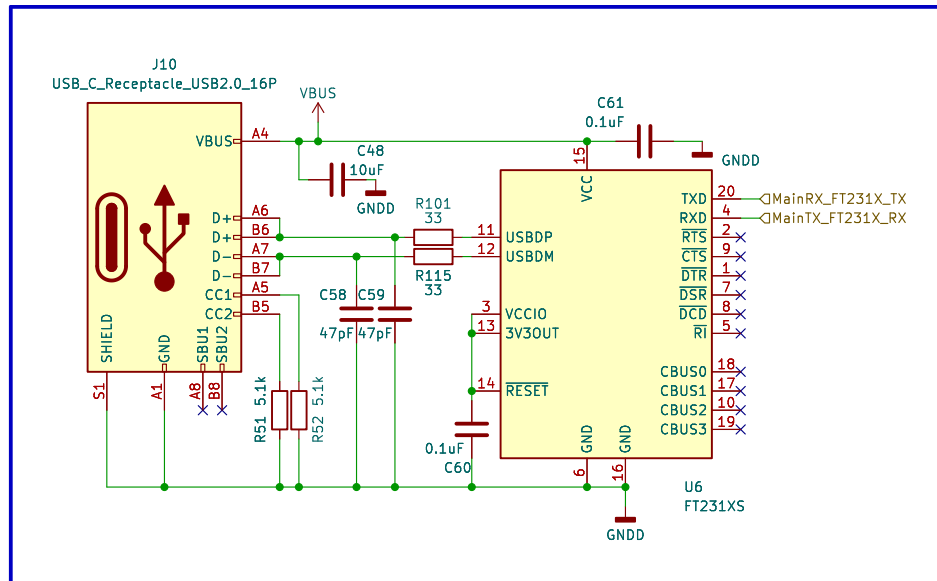 J10
USB_C_Receptacle_USB2.0_16P
VBUS
C61
0.1uF
GNDD
VBUS
A4
C48
10uF
GNDD
15
VCC
D+
A6
D+
B6
D-
A7
D-
B7
CC1
A5
CC2
B5
SHIELD
GND
SBU1
SBU2
S1
A1
A8
B8
R101
33
R115
33
C58
C59
47pF
47pF
R51
5.1k
R52
5.1k
11
USBDP
12
USBDM
3
VCCIO
13
3V3OUT
14
RESET
0.1uF
C60
GND
GND
6
16
TXD
20
MainRX_FT231X_TX
RXD
4
MainTX_FT231X_RX
RTS
2
CTS
9
DTR
1
DSR
7
DCD
8
RI
5
CBUS0
18
CBUS1
17
CBUS2
10
CBUS3
19
U6
FT231XS
GNDD